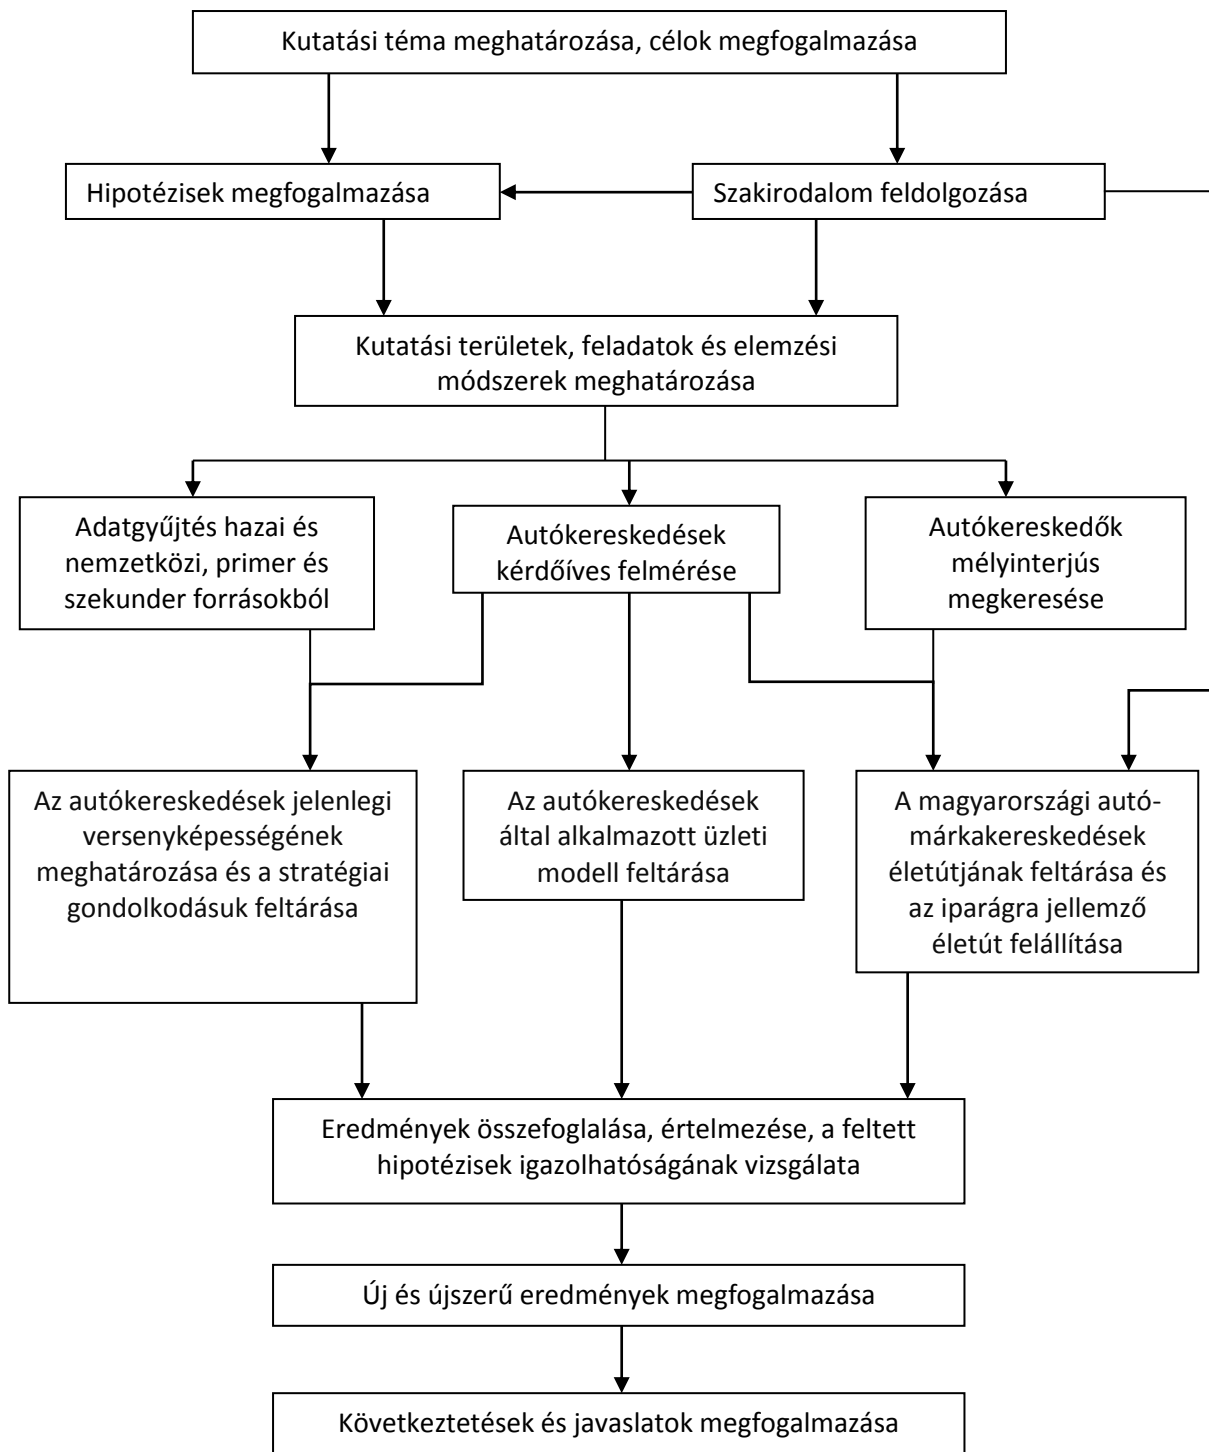 Kutatási téma meghatározása, célok megfogalmazása
Hipotézisek megfogalmazása
Szakirodalom feldolgozása
Kutatási területek, feladatok és elemzési
módszerek meghatározása
Adatgyűjtés hazai és
nemzetközi, primer és
szekunder forrásokból
Autókereskedések
kérdőíves felmérése
Autókereskedők
mélyinterjús
megkeresése
Az autókereskedések jelenlegi
versenyképességének
meghatározása és a stratégiai
gondolkodásuk feltárása
Az autókereskedések
által alkalmazott üzleti
modell feltárása
A magyarországi autó-
márkakereskedések
életútjának feltárása és
az iparágra jellemző
életút felállítása
Eredmények összefoglalása, értelmezése, a feltett
hipotézisek igazolhatóságának vizsgálata
Új és újszerű eredmények megfogalmazása
Következtetések és javaslatok megfogalmazása